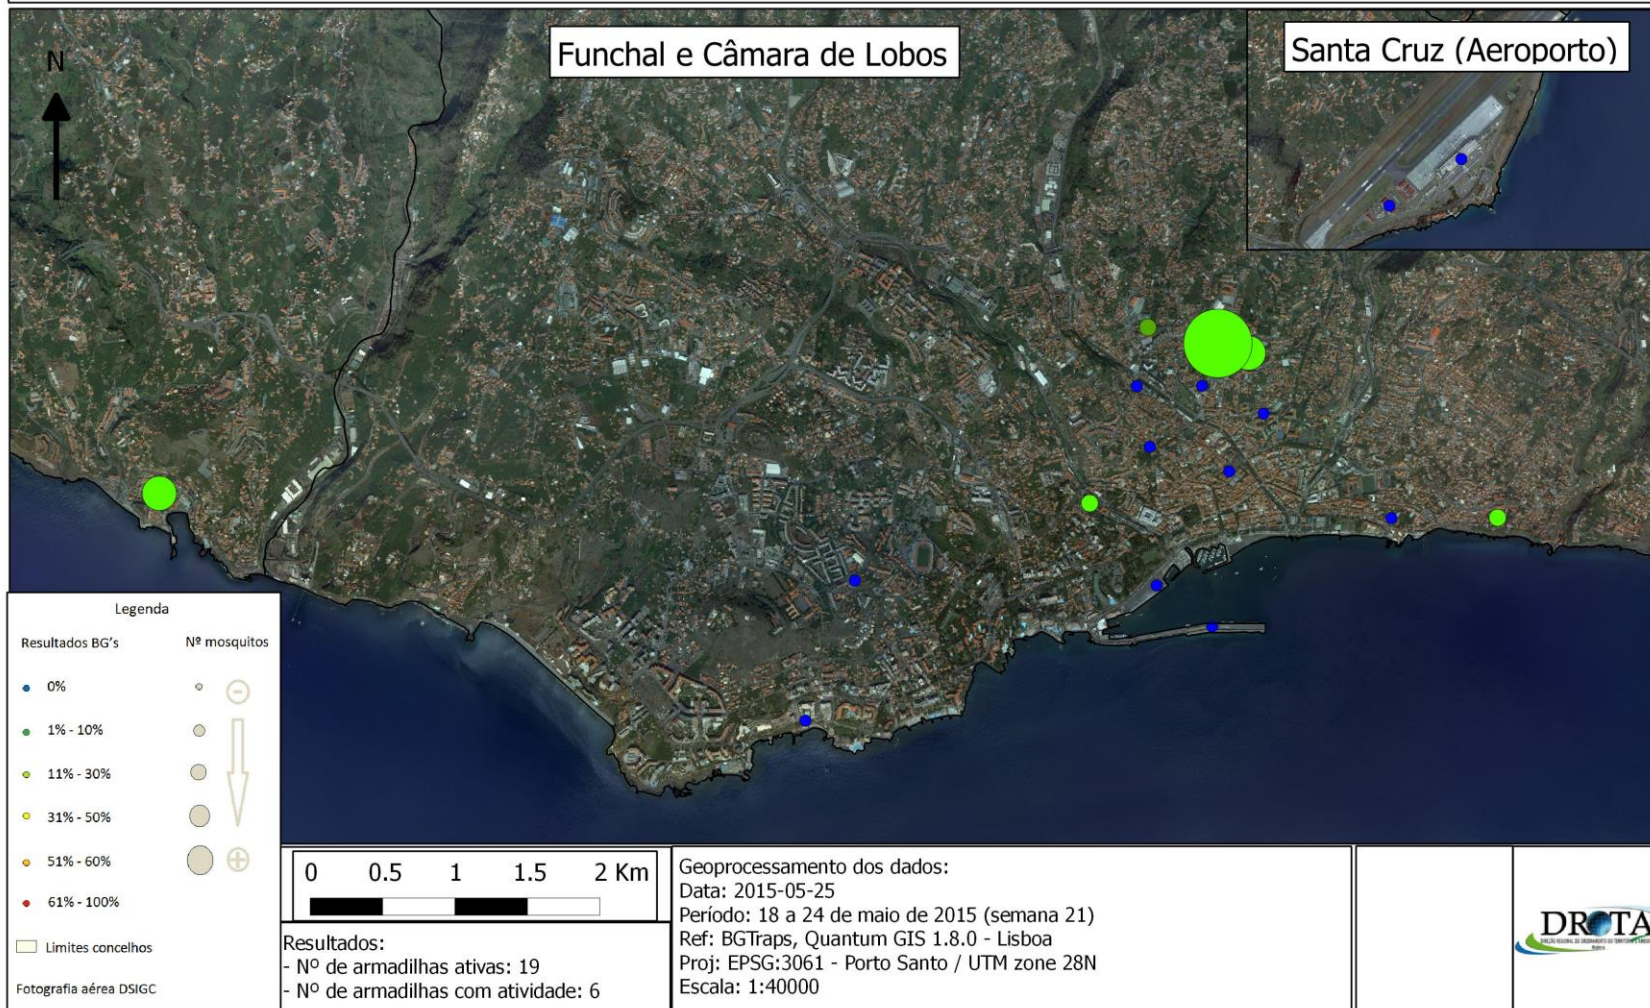 Funchal e Câmara de Lobos
Santa Cruz (Aeroporto)
N
Legenda
Resultados BG's
Nº mosquitos
0%
1% - 10%
11% - 30%
31% - 50%
51% - 60%
61% - 100%
Limites concelhos
Fotografia aérea DSIGC
0 0.5 1 1.5 2 Km
Resultados:
- Nº de armadilhas ativas: 19
- Nº de armadilhas com atividade: 6
Geoprocessamento dos dados:
Data: 2015-05-25
Período: 18 a 24 de maio de 2015 (semana 21)
Ref: BGTraps, Quantum GIS 1.8.0 - Lisboa
Proj: EPSG:3061 - Porto Santo / UTM zone 28N
Escala: 1:40000
DROTA